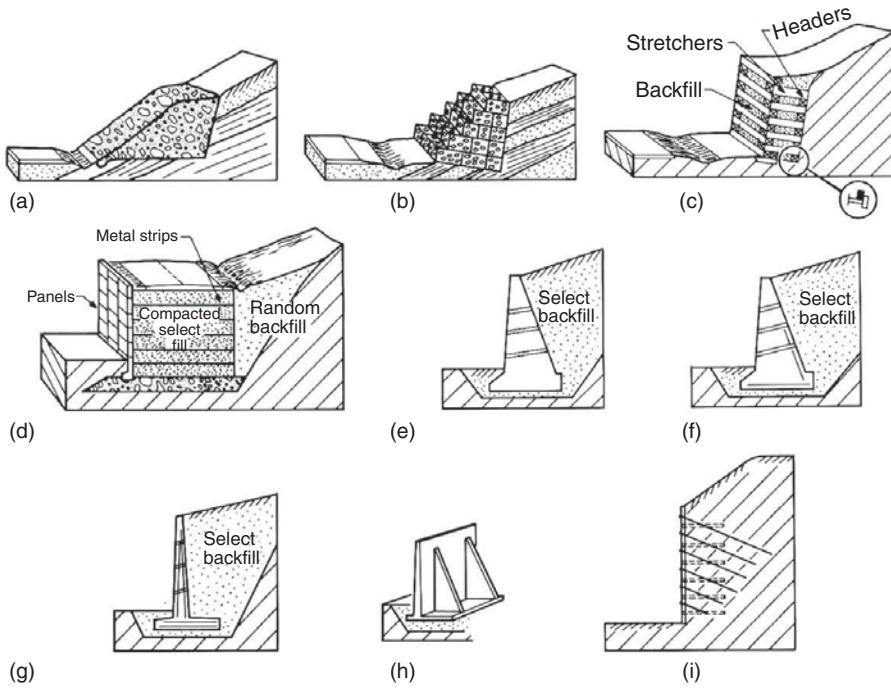 (a)
(b)
Headers
Stretchers
Backfill
(c)
Metal strips
Panels
Compacted
select
fill
Random
backfill
(d)
Select
backfill
(e)
Select
backfill
(f)
Select
backfill
(g)
(h)
(i)